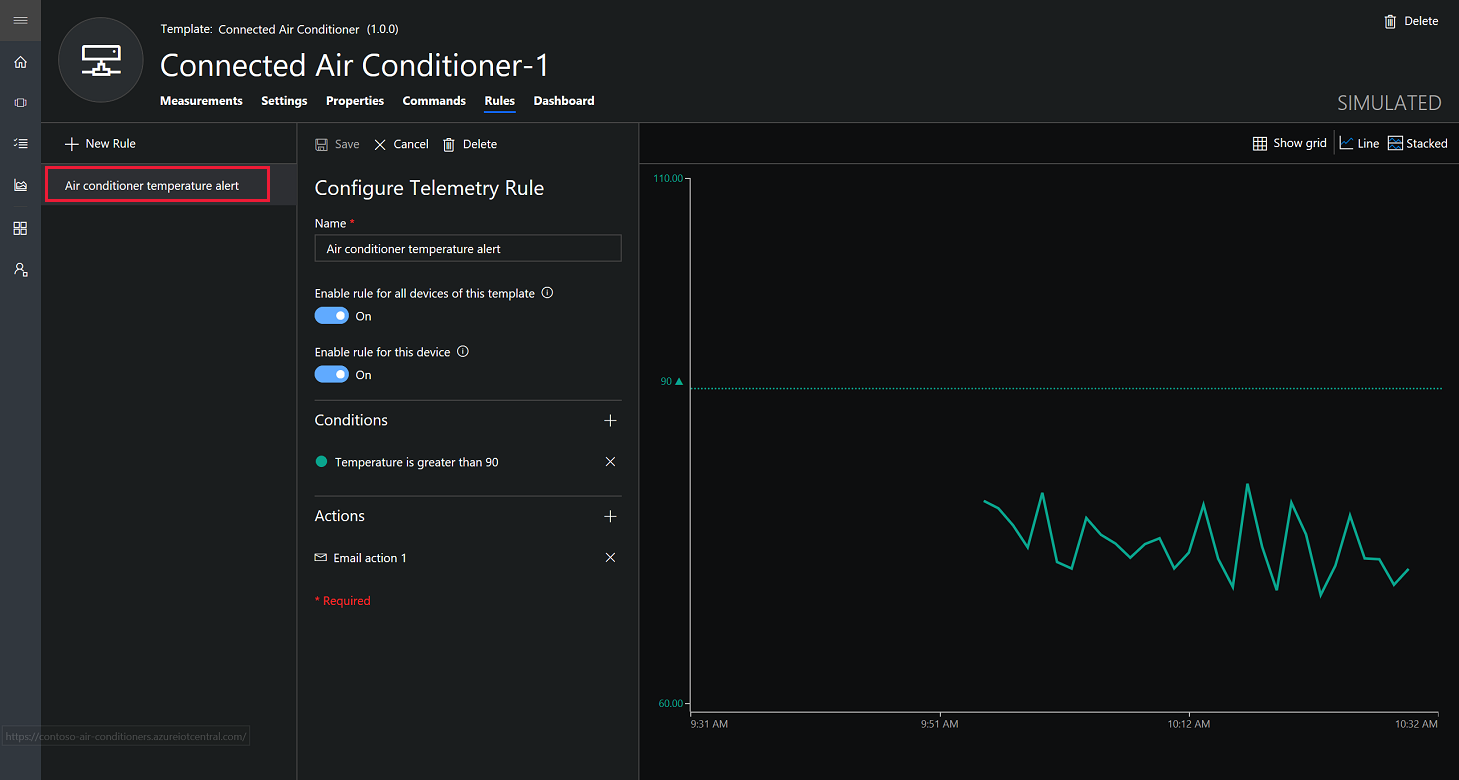 Template: Connected Air Conditioner (1.0.0)
Delete
Connected Air Conditioner-1
Measurements Settings Properties Commands Rules Dashboard
SIMULATED
New Rule
Air conditioner temperature alert
Save Cancel Delete
Configure Telemetry Rule
Name *
Air conditioner temperature alert
Enable rule for all devices of this template
On
Enable rule for this device
On
Conditions
Temperature is greater than 90
Actions
Email action 1
* Required
Show grid Line Stacked
110.00
90
60.00
9:31 AM 9:51 AM 10:12 AM 10:32 AM
https://contoso-air-conditioners.azureiotcentral.com/